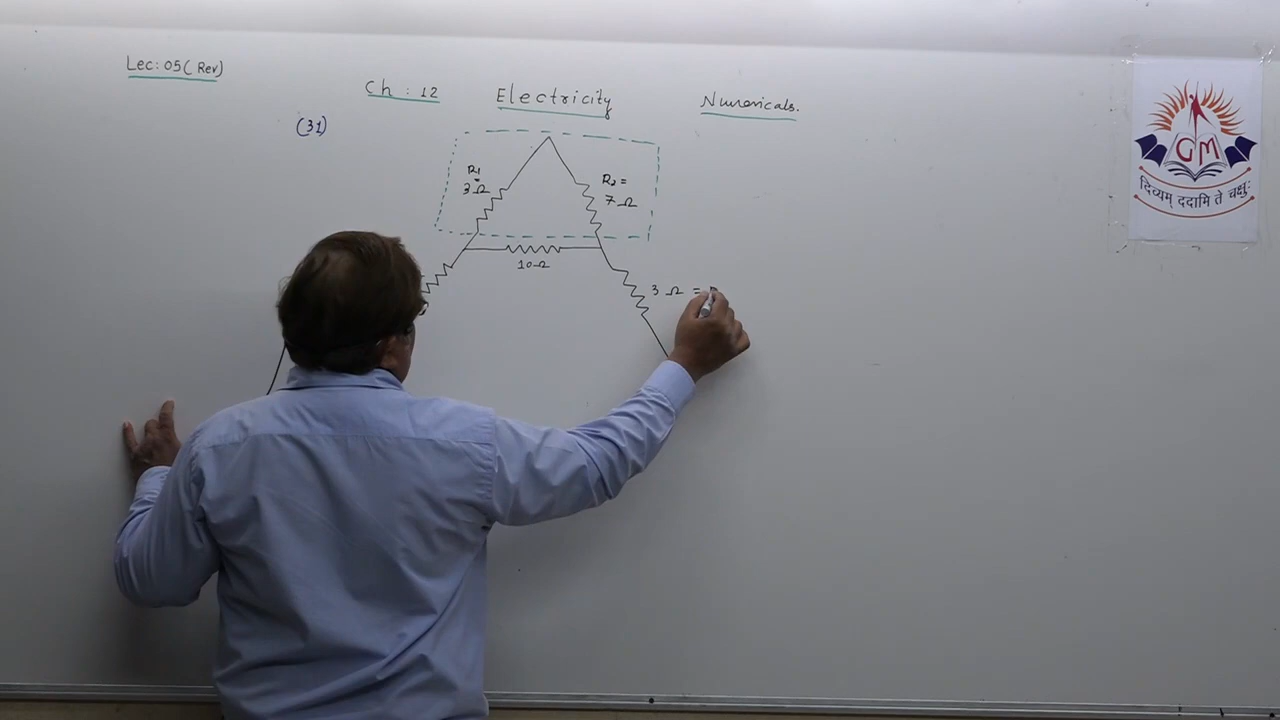 Lec: 05 (Rev)
Ch : 12 Electricity Numericals.
(31)
R1
=
3 Ω
R2 =
7 Ω
10 Ω
3 Ω =
GM
दिव्यम् ददामि ते चक्षुः